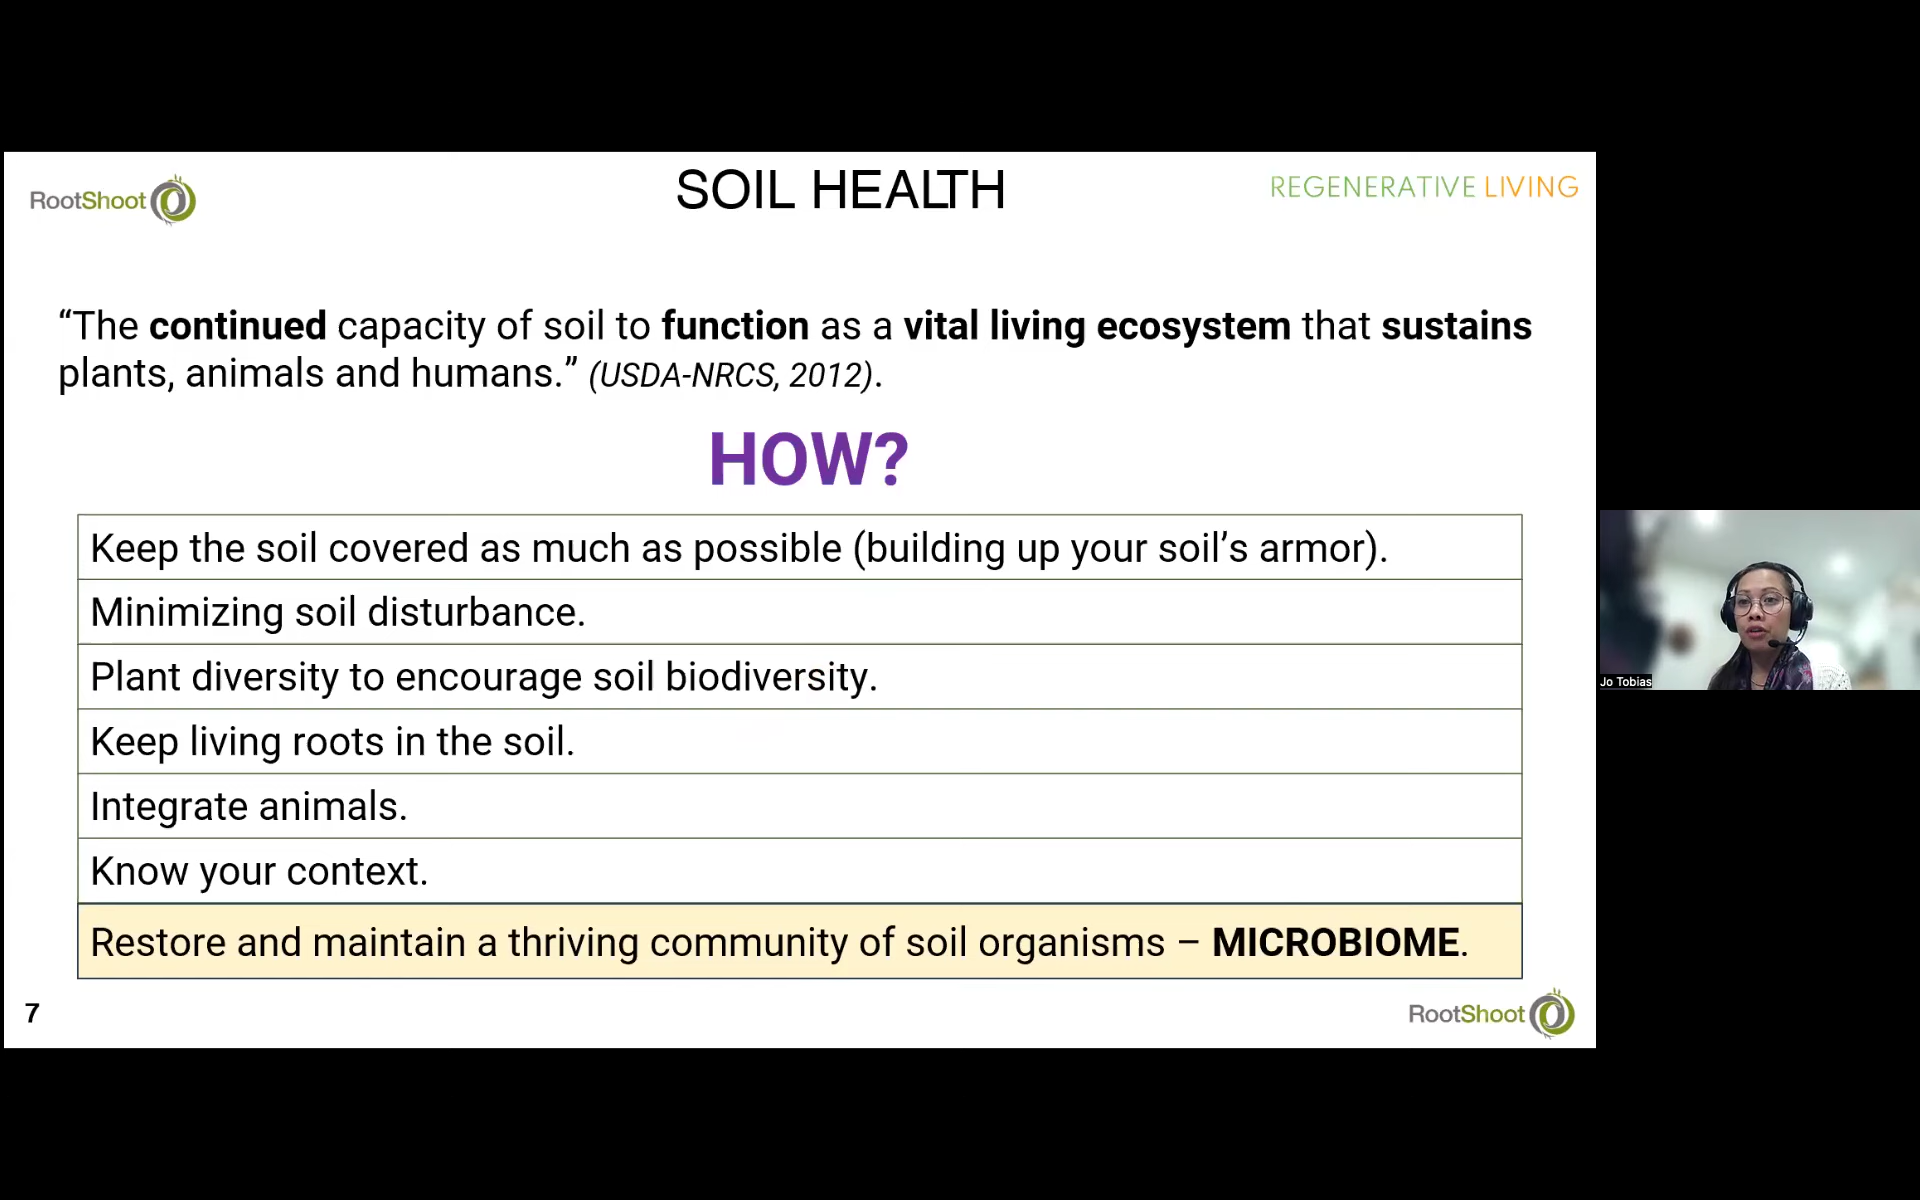 RootShoot
SOIL HEALTH
REGENERATIVE LIVING
“The continued capacity of soil to function as a vital living ecosystem that sustains
plants, animals and humans.” (USDA-NRCS, 2012).
HOW?
Keep the soil covered as much as possible (building up your soil’s armor).
Minimizing soil disturbance.
Plant diversity to encourage soil biodiversity.
Keep living roots in the soil.
Integrate animals.
Know your context.
Restore and maintain a thriving community of soil organisms – MICROBIOME.
7
RootShoot
Jo Tobias